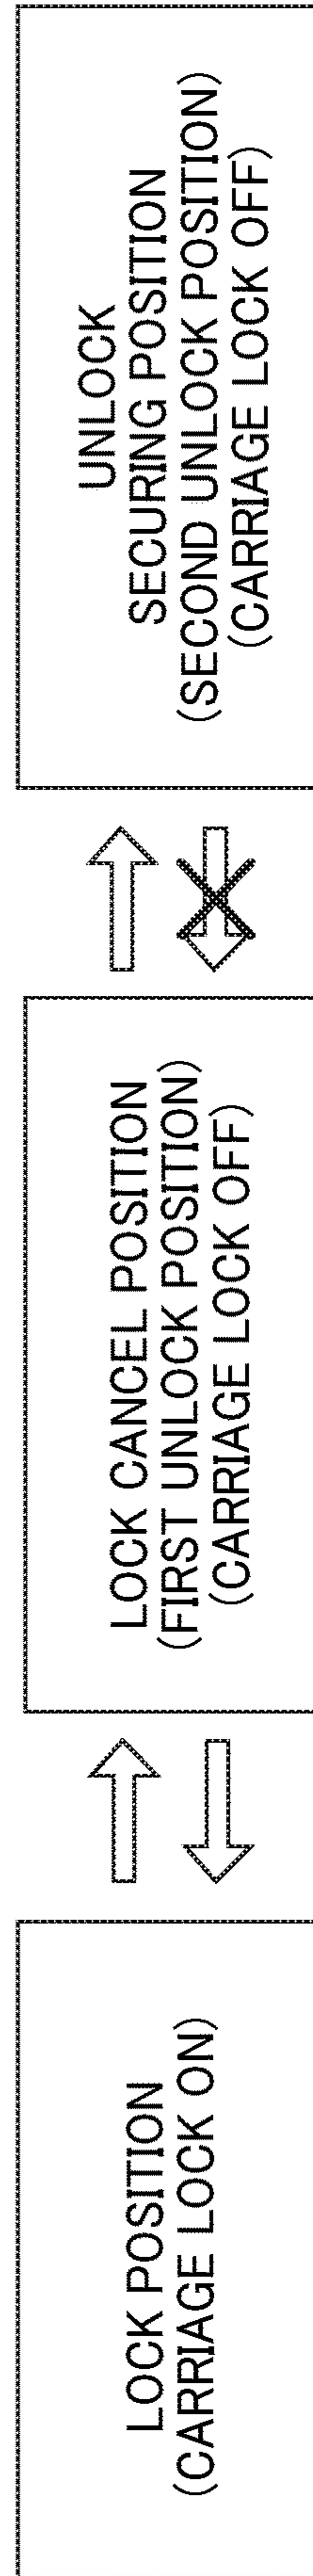 LOCK POSITION
(CARRIAGE LOCK ON)
LOCK CANCEL POSITION
(FIRST UNLOCK POSITION)
(CARRIAGE LOCK OFF)
UNLOCK
SECURING POSITION
(SECOND UNLOCK POSITION)
(CARRIAGE LOCK OFF)